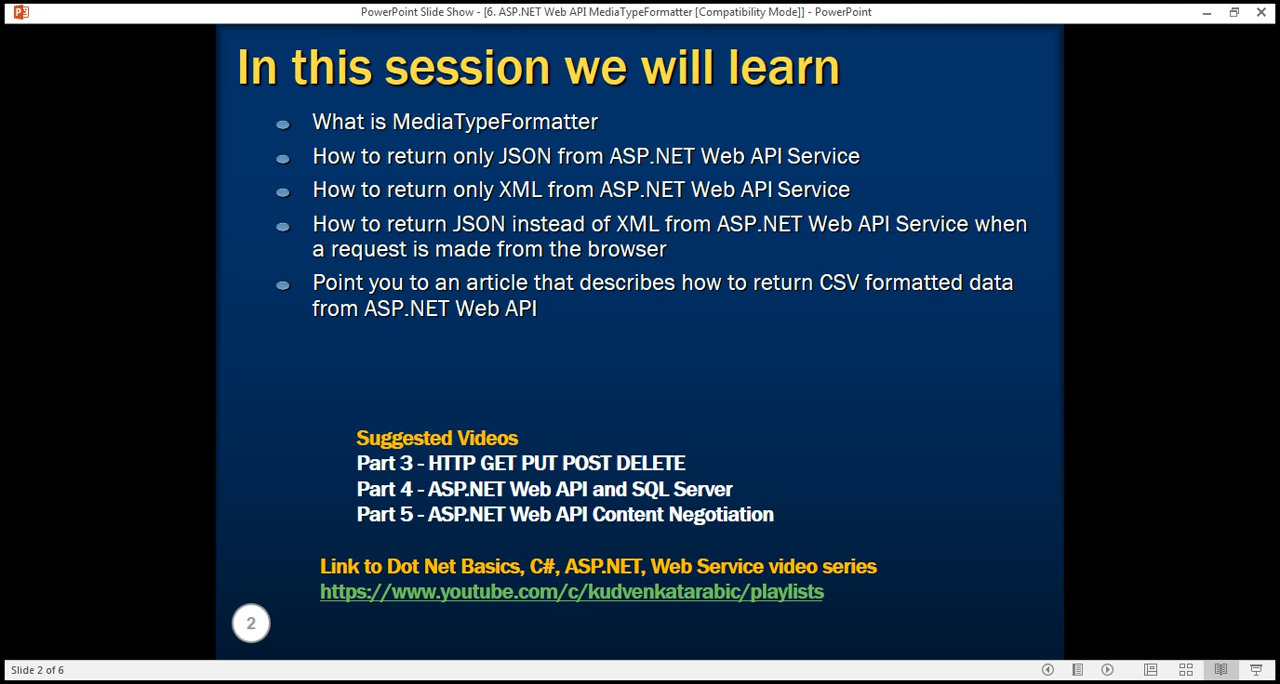 PowerPoint Slide Show - [6. ASP.NET Web API MediaTypeFormatter [Compatibility Mode]] - PowerPoint
In this session we will learn
What is MediaTypeFormatter
How to return only JSON from ASP.NET Web API Service
How to return only XML from ASP.NET Web API Service
How to return JSON instead of XML from ASP.NET Web API Service when
a request is made from the browser
Point you to an article that describes how to return CSV formatted data
from ASP.NET Web API
Suggested Videos
Part 3 - HTTP GET PUT POST DELETE
Part 4 - ASP.NET Web API and SQL Server
Part 5 - ASP.NET Web API Content Negotiation
Link to Dot Net Basics, C#, ASP.NET, Web Service video series
https://www.youtube.com/c/kudvenkatarabic/playlists
2
Slide 2 of 6